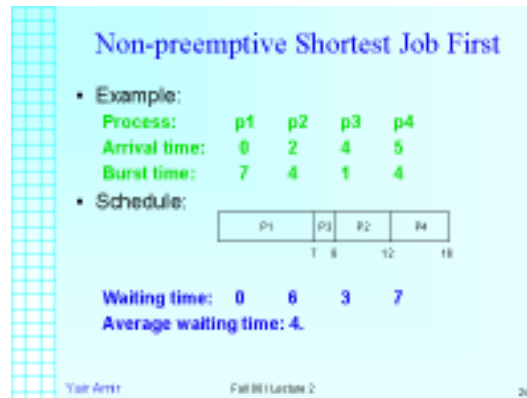 Non-preemptive Shortest Job First
• Example:
Process: p1 p2 p3 p4
Arrival time: 0 2 4 5
Burst time: 7 4 1 4
• Schedule:
P1 P3 P2 P4
7 8 12 16
Waiting time: 0 6 3 7
Average waiting time: 4.
Yair Amir Lecture 2